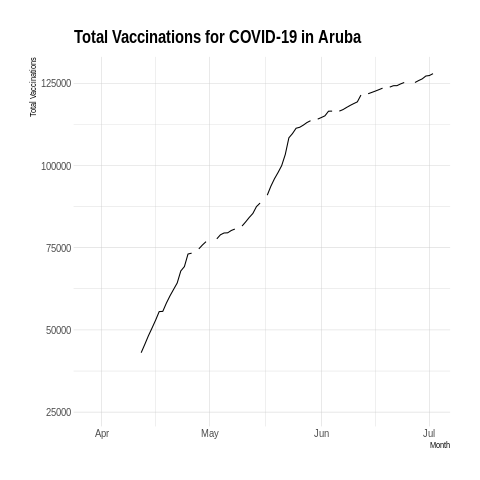 Total Vaccinations for COVID-19 in Aruba
Total Vaccinations
125000
100000
75000
50000
25000
Apr
May
Jun
Jul
Month